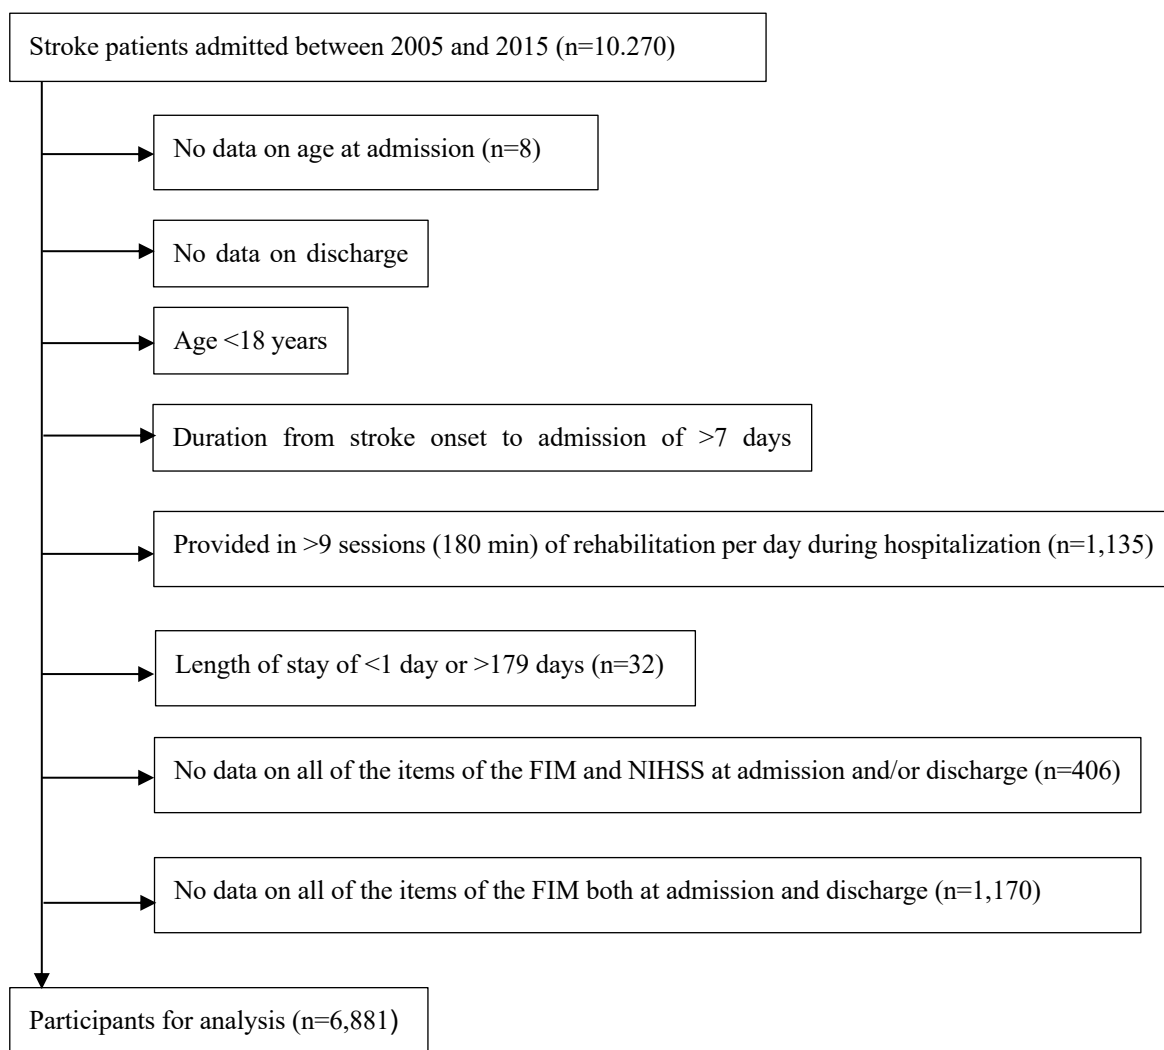 Stroke patients admitted between 2005 and 2015 (n=10.270)
No data on age at admission (n=8)
No data on discharge
Age <18 years
Duration from stroke onset to admission of >7 days
Provided in >9 sessions (180 min) of rehabilitation per day during hospitalization (n=1,135)
Length of stay of <1 day or >179 days (n=32)
No data on all of the items of the FIM and NIHSS at admission and/or discharge (n=406)
No data on all of the items of the FIM both at admission and discharge (n=1,170)
Participants for analysis (n=6,881)